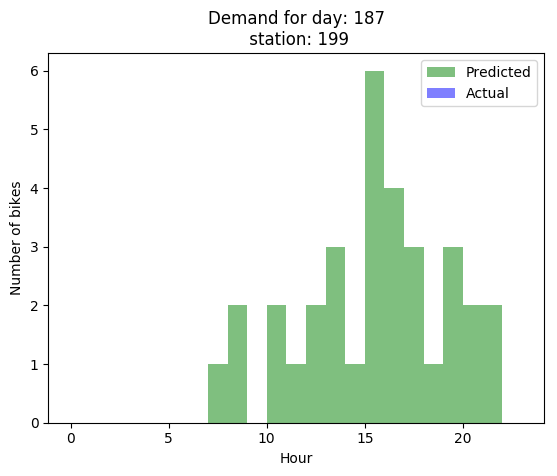 Demand for day: 187
station: 199
Predicted
Actual
Number of bikes
6
5
4
3
2
1
0
0 5 10 15 20
Hour